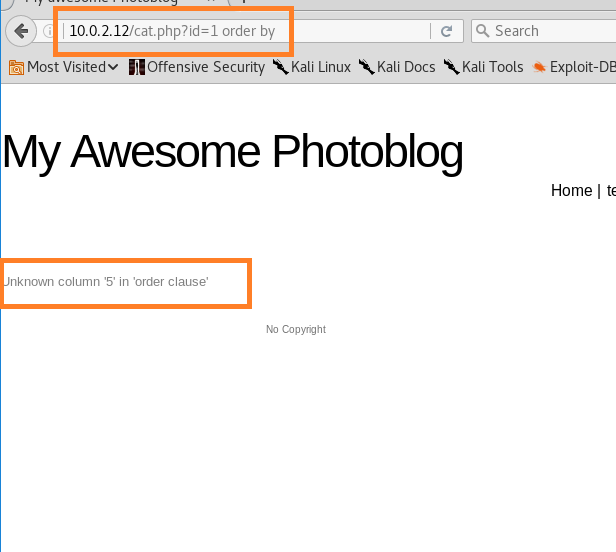 My awesome Photoblog
10.0.2.12/cat.php?id=1 order by
Search
Most Visited Offensive Security Kali Linux Kali Docs Kali Tools Exploit-DB
My Awesome Photoblog
Home | te
Unknown column '5' in 'order clause'
No Copyright